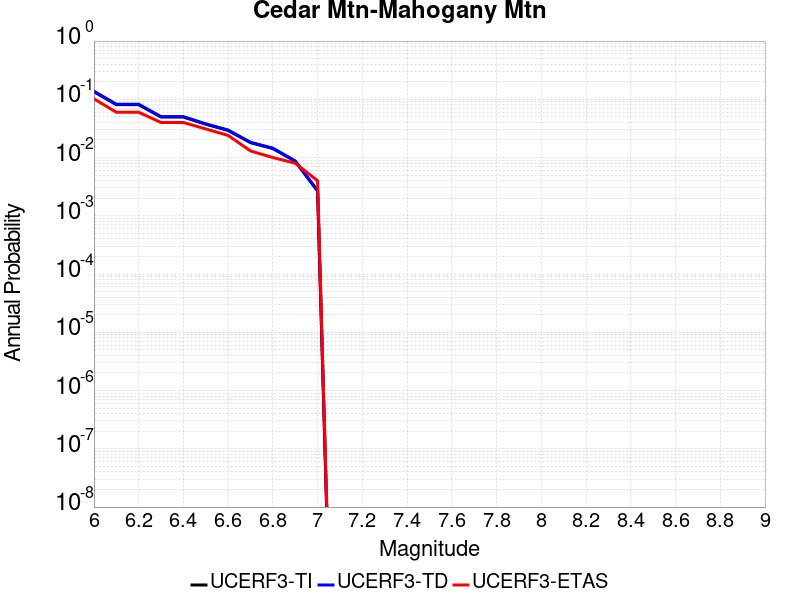 Cedar Mtn-Mahogany Mtn
10^0
10^-1
10^-2
10^-3
10^-4
10^-5
10^-6
10^-7
10^-8
Annual Probability
6 6.2 6.4 6.6 6.8 7 7.2 7.4 7.6 7.8 8 8.2 8.4 8.6 8.8 9
Magnitude
UCERF3-TI UCERF3-TD UCERF3-ETAS